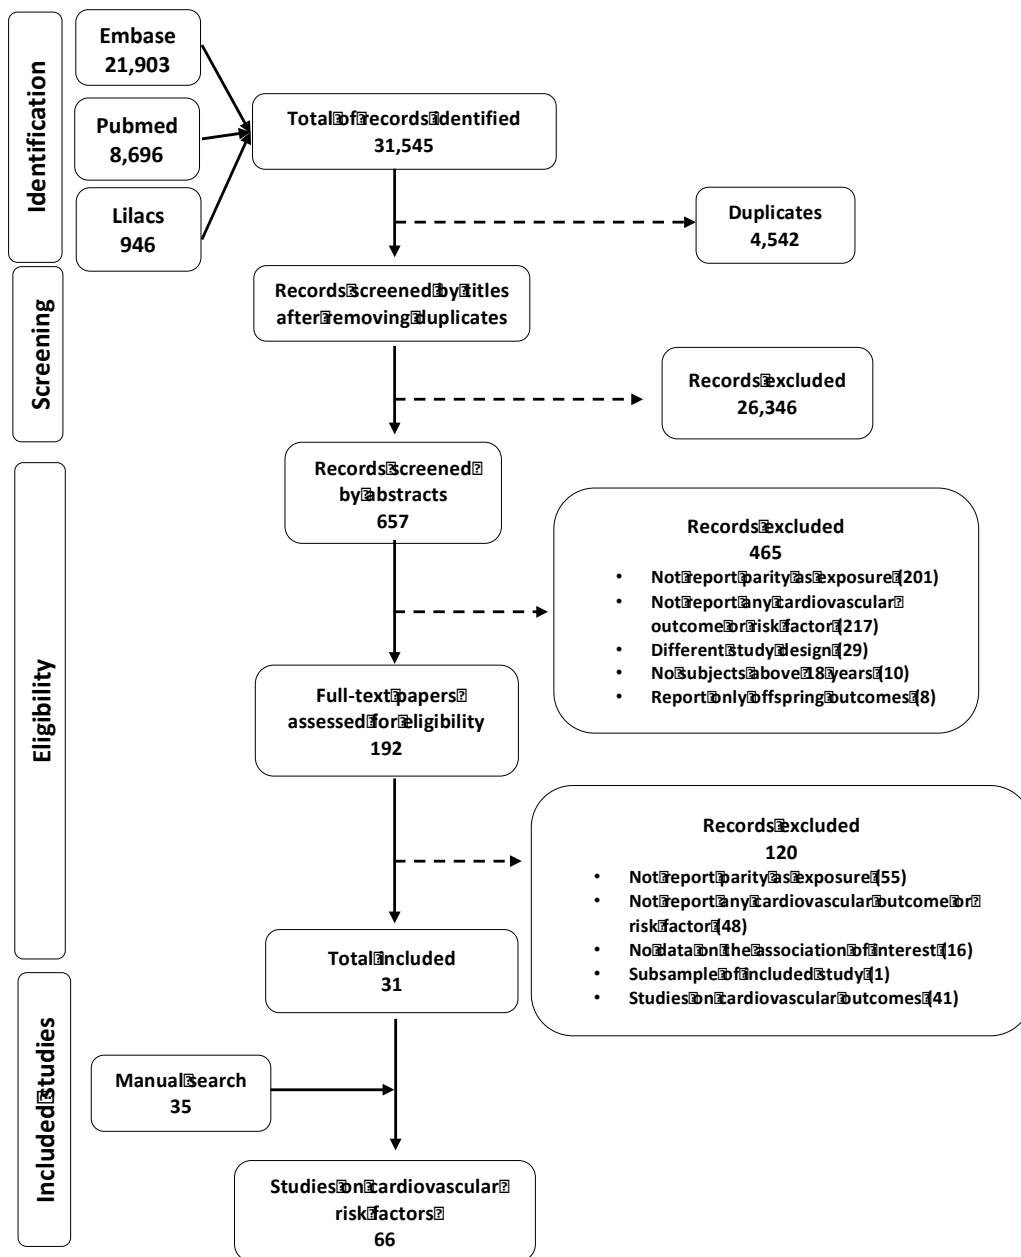 Identification
Embase
21,903
Pubmed
8,696
Lilacs
946
Total of records identified
31,545
Duplicates
4,542
Screening
Records screened by titles
after removing duplicates
Records excluded
26,346
Eligibility
Records screened
by abstracts
657
Records excluded
465
• Not report parity as exposure (201)
• Not report any cardiovascular
outcome or risk factor (217)
• Different study design (29)
• No subjects above 18 years (10)
• Report only offspring outcomes (8)
Full-text papers
assessed for eligibility
192
Records excluded
120
• Not report parity as exposure (55)
• Not report any cardiovascular outcome or
risk factor (48)
• No data on the association of interest (16)
• Subsample of included study (1)
• Studies on cardiovascular outcomes (41)
Total included
31
Included studies
Manual search
35
Studies on cardiovascular
risk factors
66